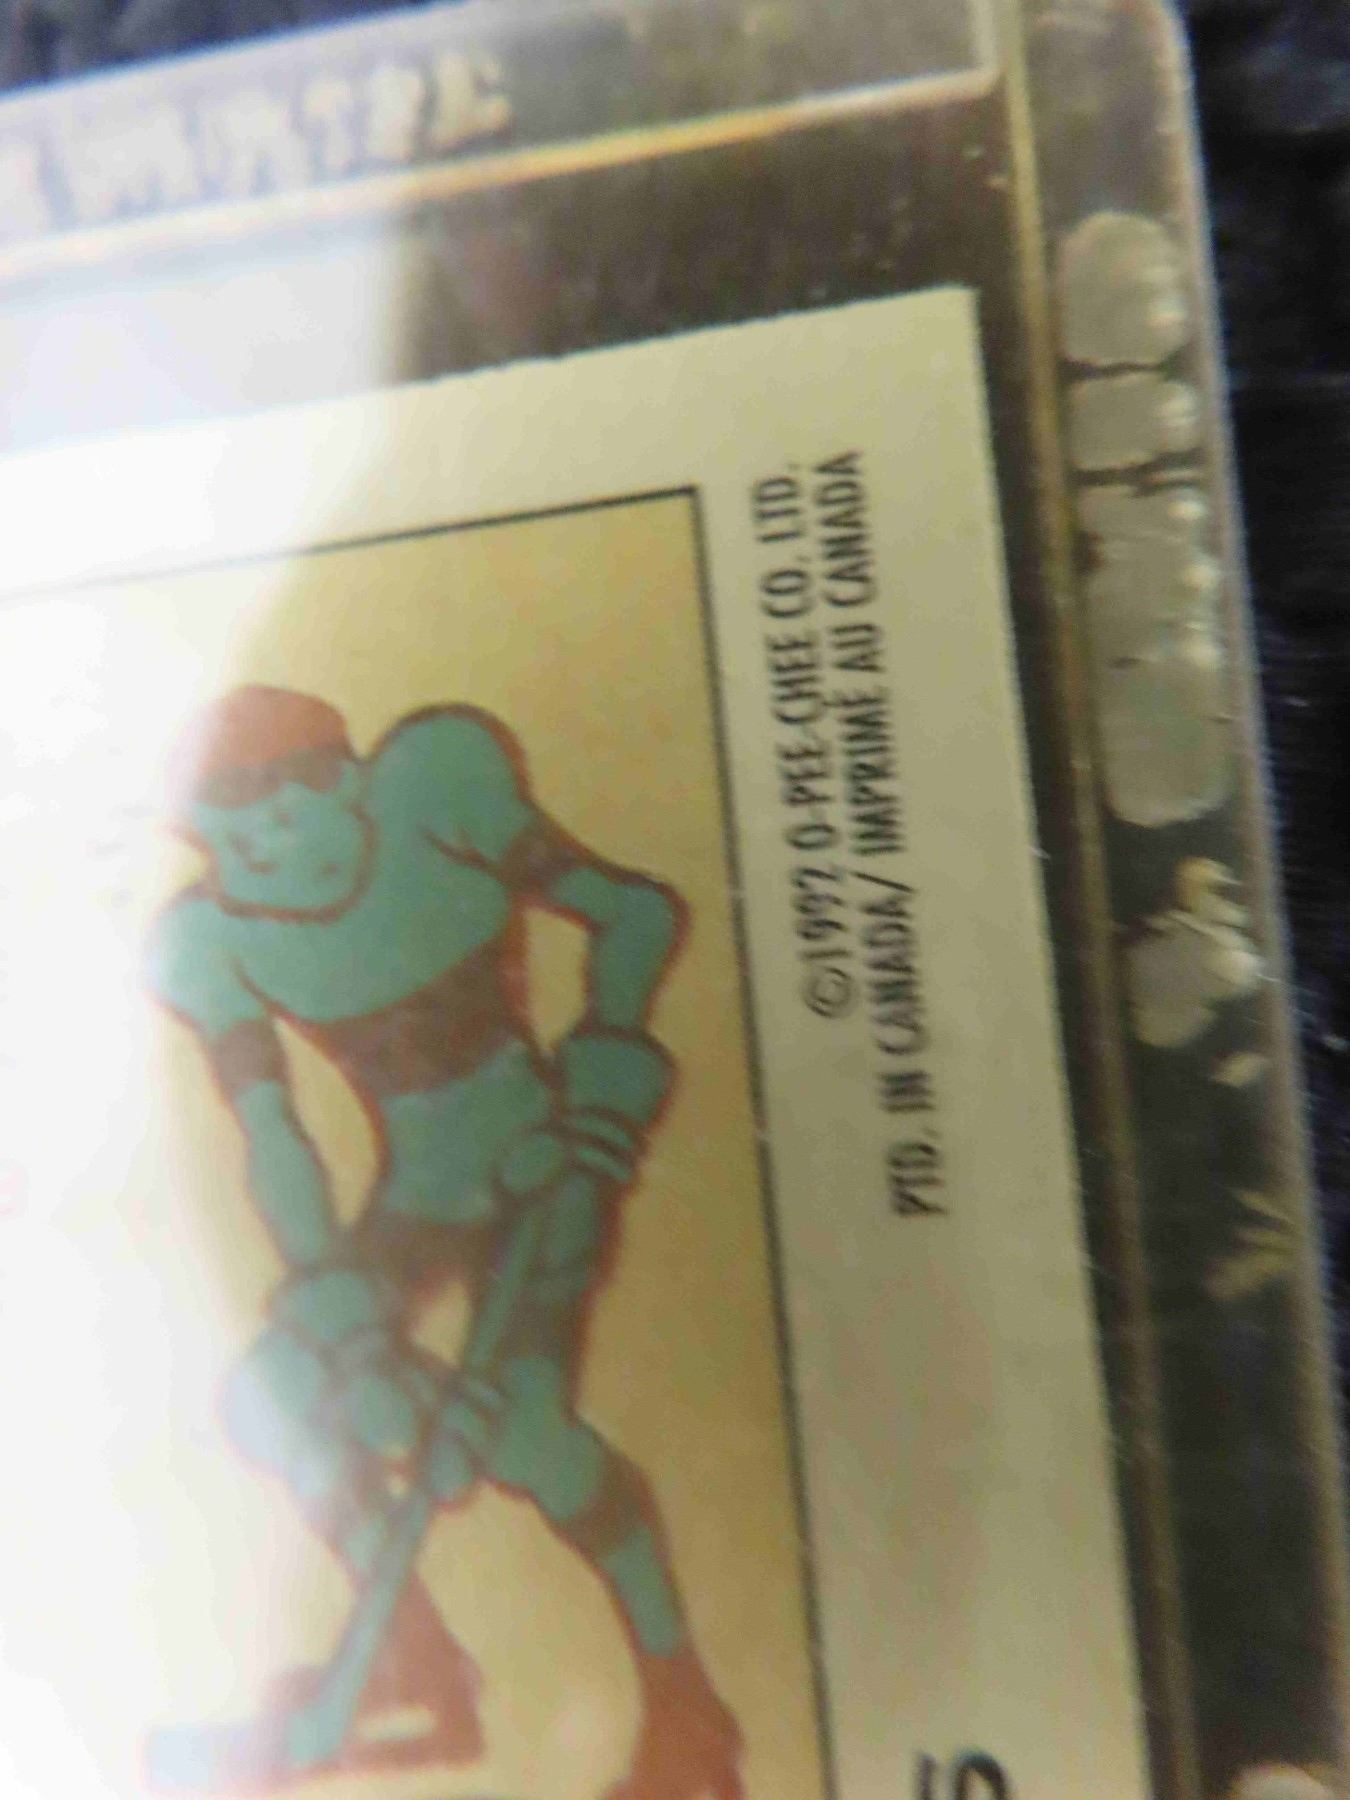 ©1992 O-PEE-CHEE CO. LTD.
PTD. IN CANADA/ IMPRIMÉ AU CANADA